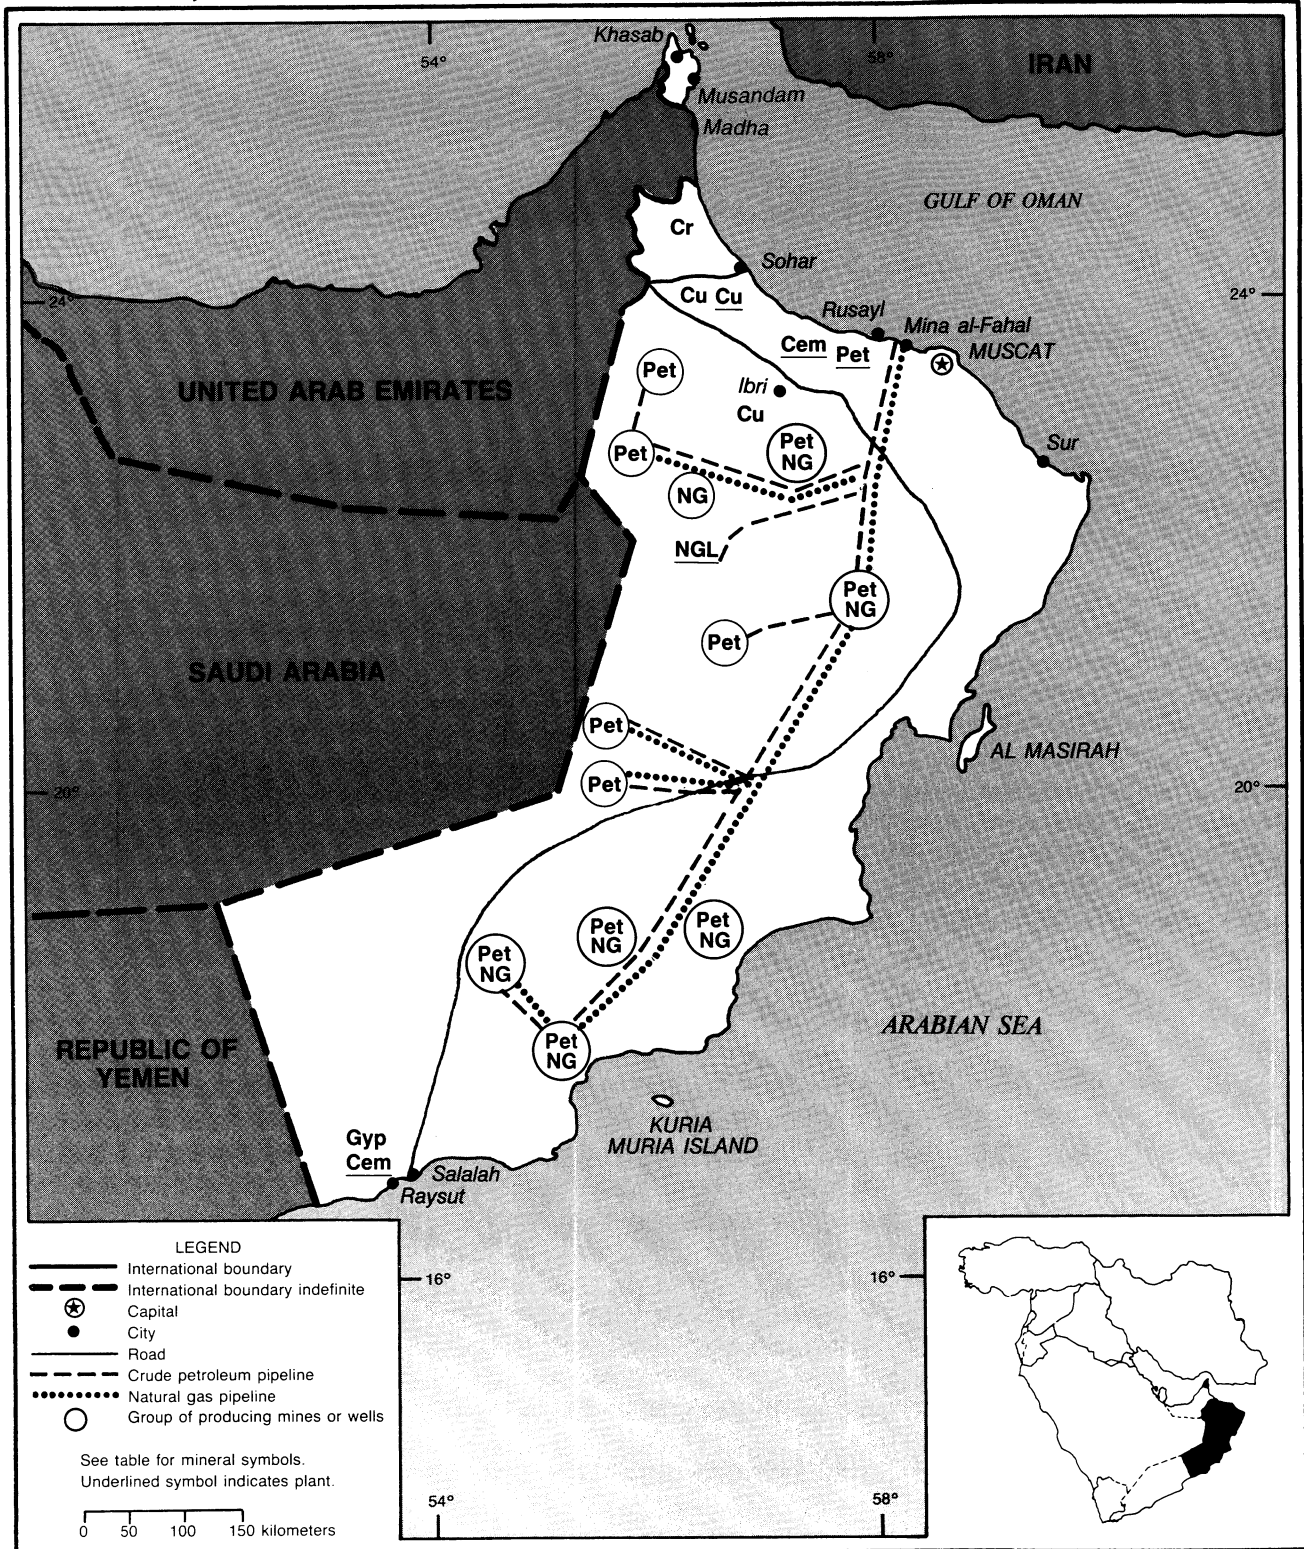 Khasab
54°
58°
IRAN
Musandam
Madha
GULF OF OMAN
Cr
Sohar
24°
24°
Cu Cu
Rusayl
Mina al-Fahal
MUSCAT
Cem
Pet
Pet
UNITED ARAB EMIRATES
Ibri
Cu
Sur
Pet
Pet
NG
NG
NGL
Pet
NG
Pet
SAUDI ARABIA
Pet
AL MASIRAH
Pet
20°
20°
Pet
NG
Pet
NG
Pet
NG
ARABIAN SEA
Pet
NG
REPUBLIC OF
YEMEN
KURIA
MURIA ISLAND
Gyp
Cem
Salalah
Raysut
LEGEND
International boundary
International boundary indefinite
Capital
City
Road
Crude petroleum pipeline
Natural gas pipeline
Group of producing mines or wells
See table for mineral symbols.
Underlined symbol indicates plant.
0 50 100 150 kilometers
16°
16°
54°
58°